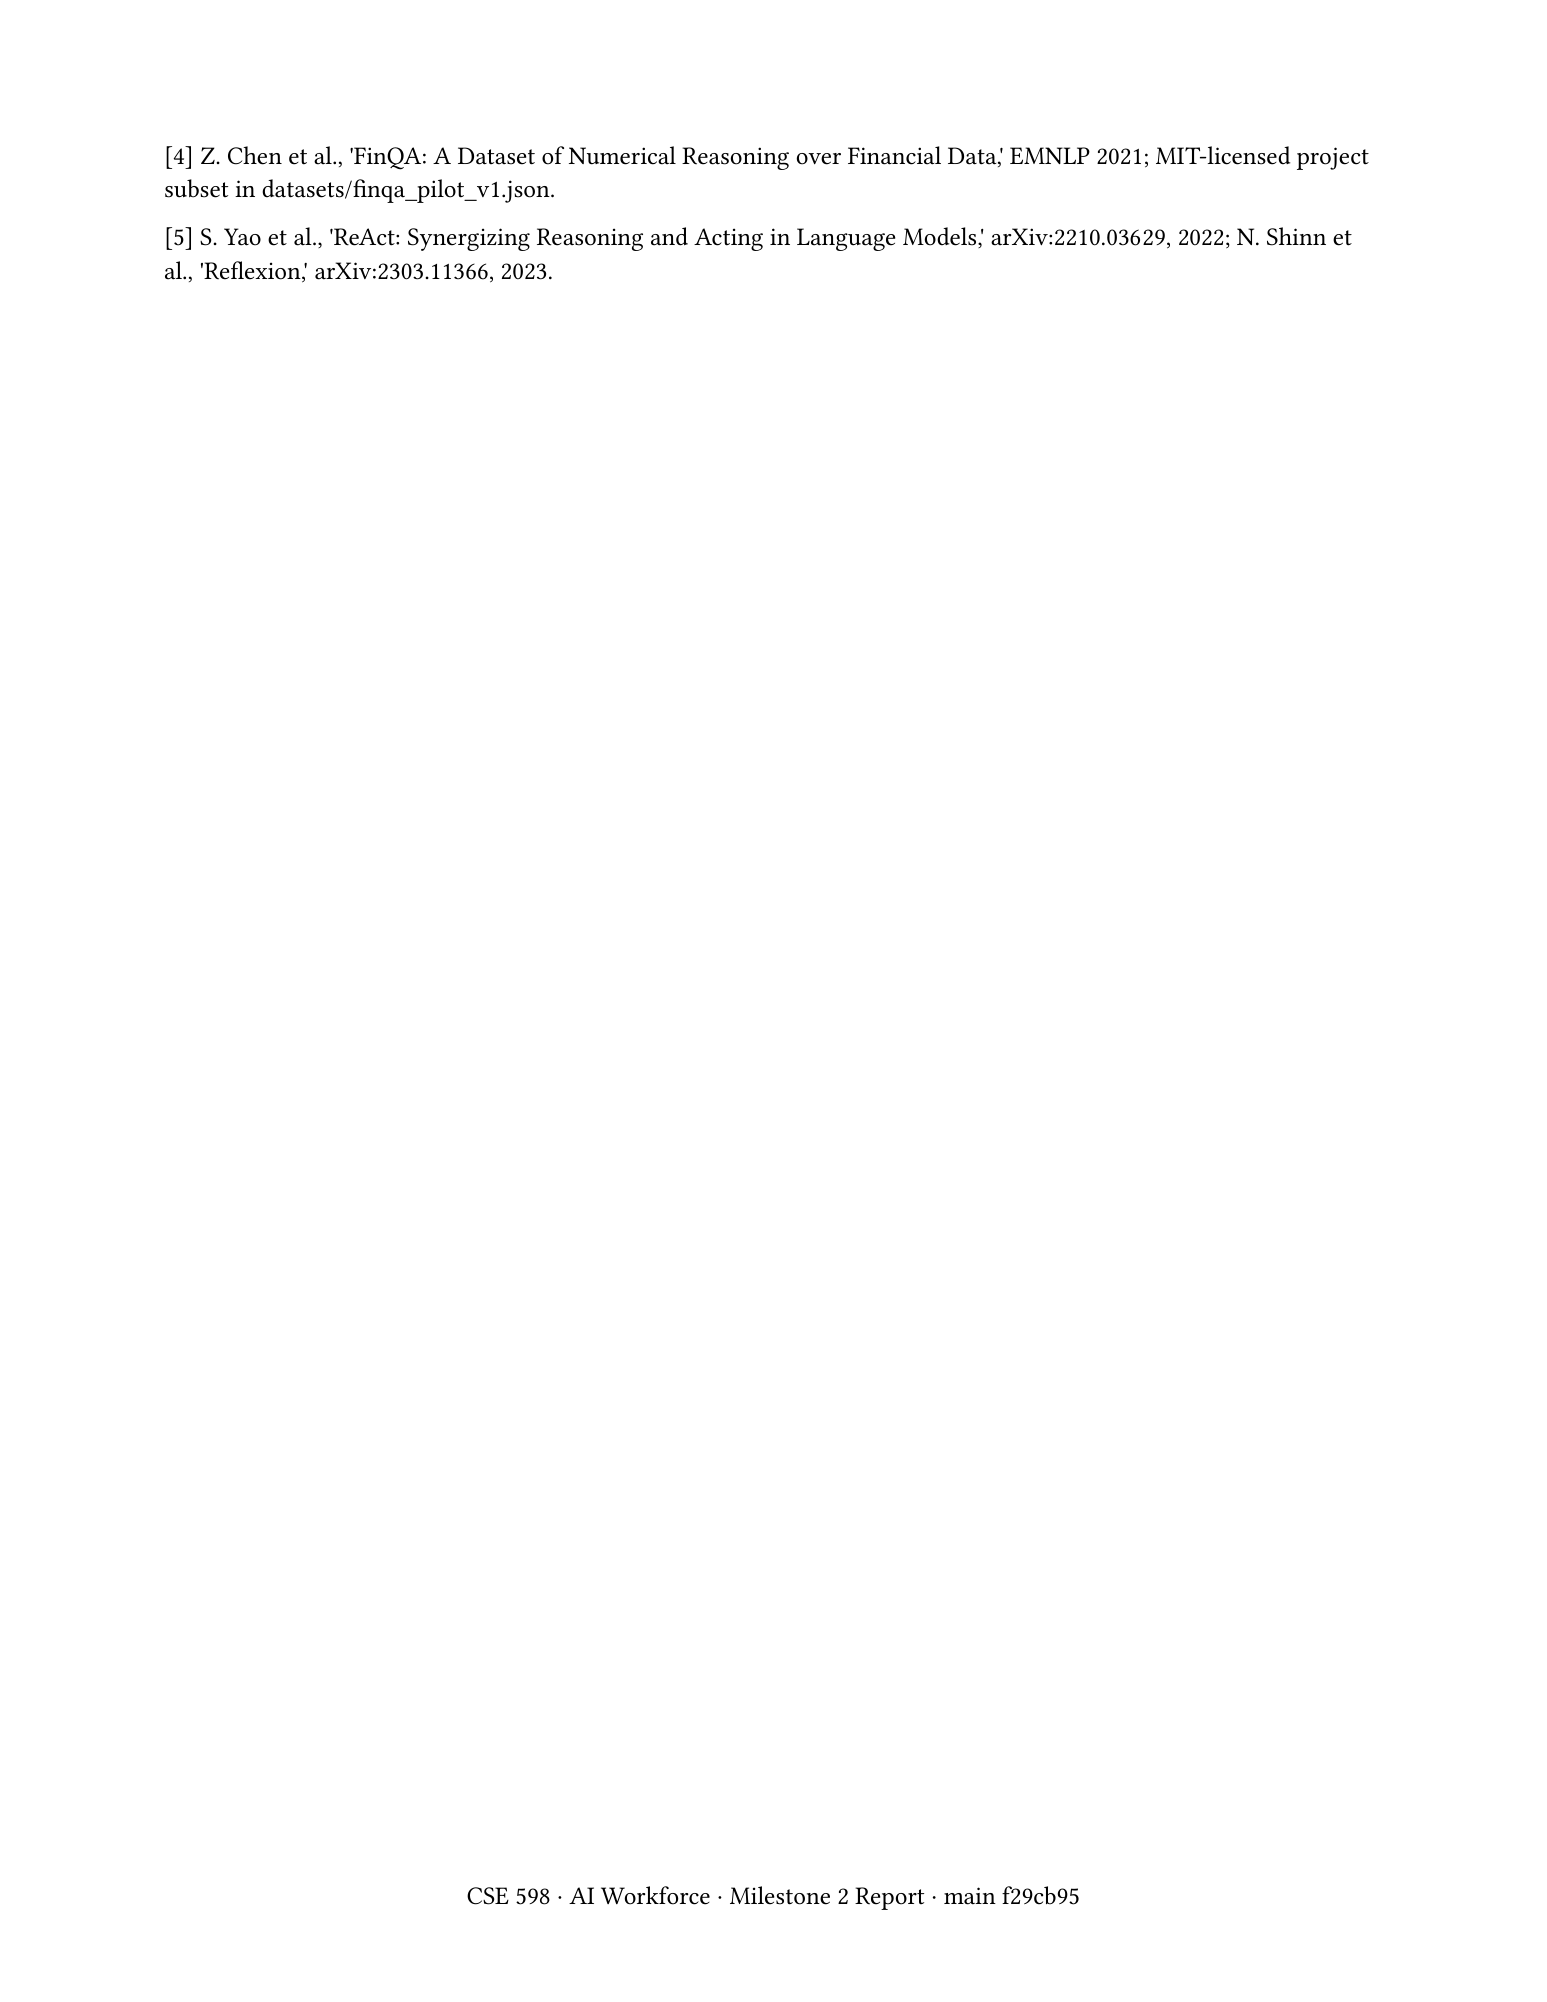 [4] Z. Chen et al., 'FinQA: A Dataset of Numerical Reasoning over Financial Data,' EMNLP 2021; MIT-licensed project
subset in datasets/finqa_pilot_v1.json.
[5] S. Yao et al., 'ReAct: Synergizing Reasoning and Acting in Language Models,' arXiv:2210.03629, 2022; N. Shinn et
al., 'Reflexion,' arXiv:2303.11366, 2023.
CSE 598 · AI Workforce · Milestone 2 Report · main f29cb95